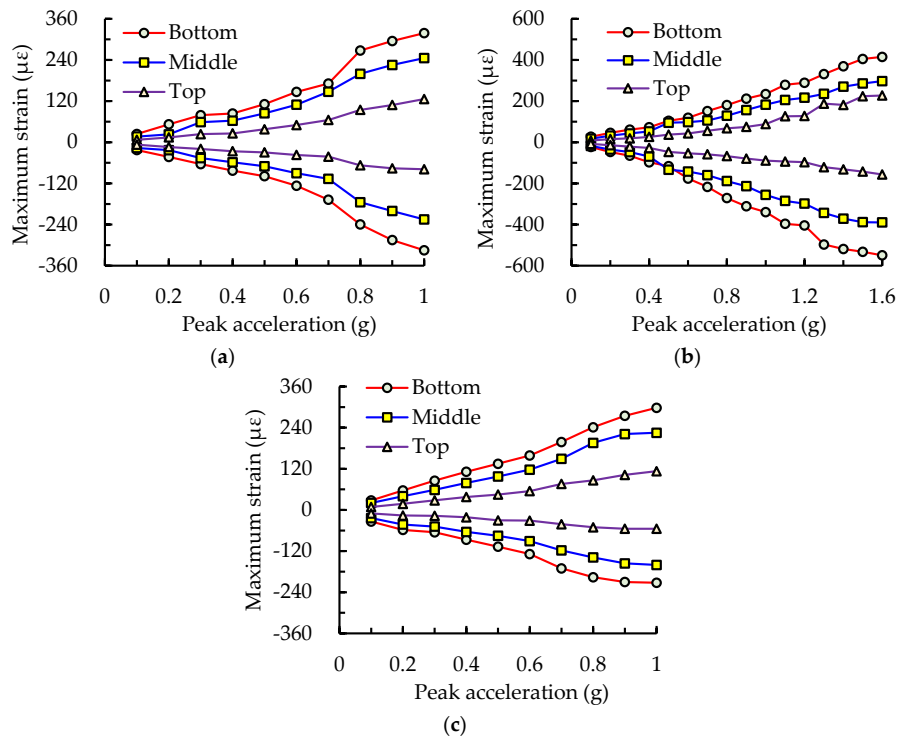 360
240
120
0
-120
-240
-360
Maximum strain (με)
Bottom
Middle
Top
0 0.2 0.4 0.6 0.8 1
Peak acceleration (g)
(a)
600
400
200
0
-200
-400
-600
Maximum strain (με)
Bottom
Middle
Top
0 0.4 0.8 1.2 1.6
Peak acceleration (g)
(b)
360
240
120
0
-120
-240
-360
Maximum strain (με)
Bottom
Middle
Top
0 0.2 0.4 0.6 0.8 1
Peak acceleration (g)
(c)